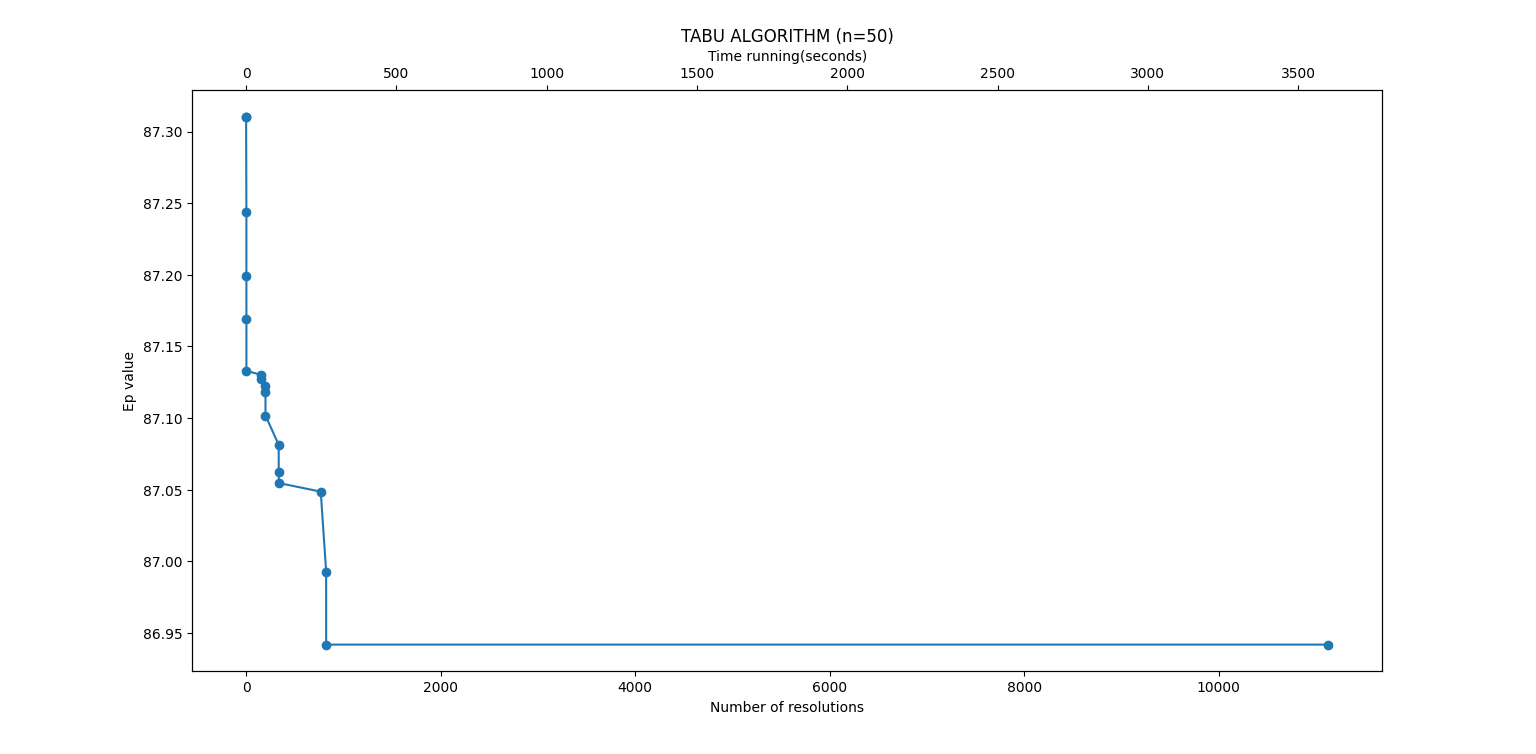 TABU ALGORITHM (n=50)
Time running(seconds)
0 500 1000 1500 2000 2500 3000 3500
87.30
87.25
87.20
87.15
87.10
87.05
87.00
86.95
Ep value
0 2000 4000 6000 8000 10000
Number of resolutions